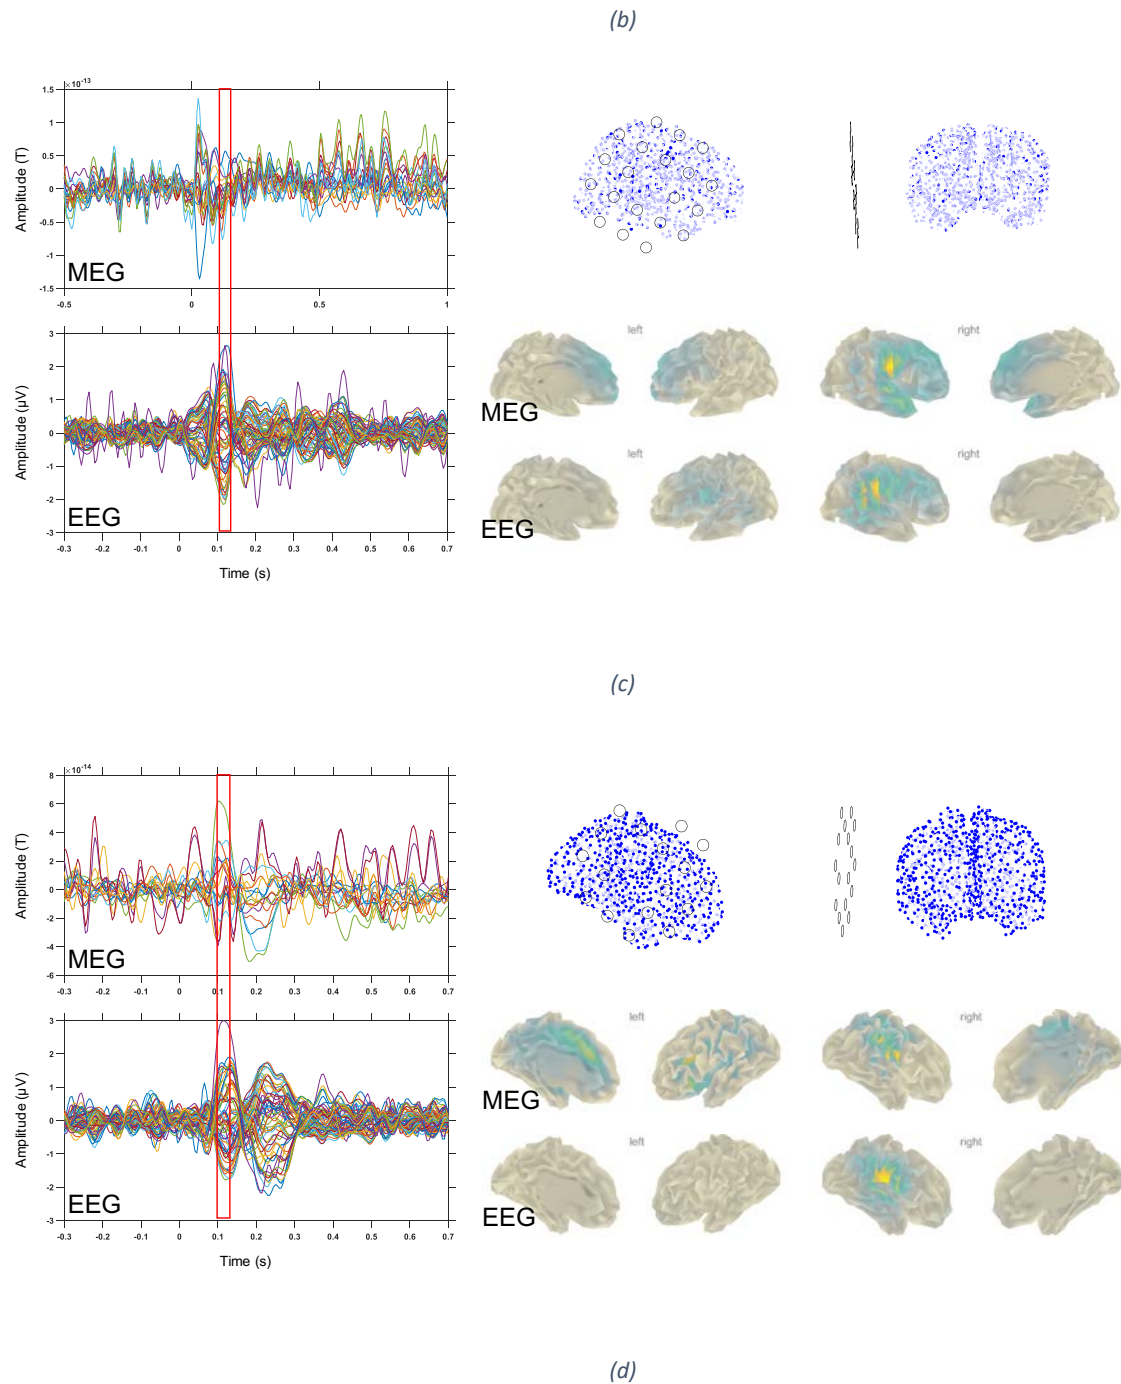 (b)
×10⁻¹³
1.5
1
0.5
0
-0.5
-1
-1.5
Amplitude (T)
MEG
-0.5 0 0.5 1
3
2
1
0
-1
-2
-3
Amplitude (μV)
EEG
-0.3 -0.2 -0.1 0 0.1 0.2 0.3 0.4 0.5 0.6 0.7
Time (s)
left right
MEG
left right
EEG
(c)
×10⁻¹⁴
8
6
4
2
0
-2
-4
-6
Amplitude (T)
MEG
-0.3 -0.2 -0.1 0 0.1 0.2 0.3 0.4 0.5 0.6 0.7
3
2
1
0
-1
-2
-3
Amplitude (μV)
EEG
-0.3 -0.2 -0.1 0 0.1 0.2 0.3 0.4 0.5 0.6 0.7
Time (s)
left right
MEG
left right
EEG
(d)